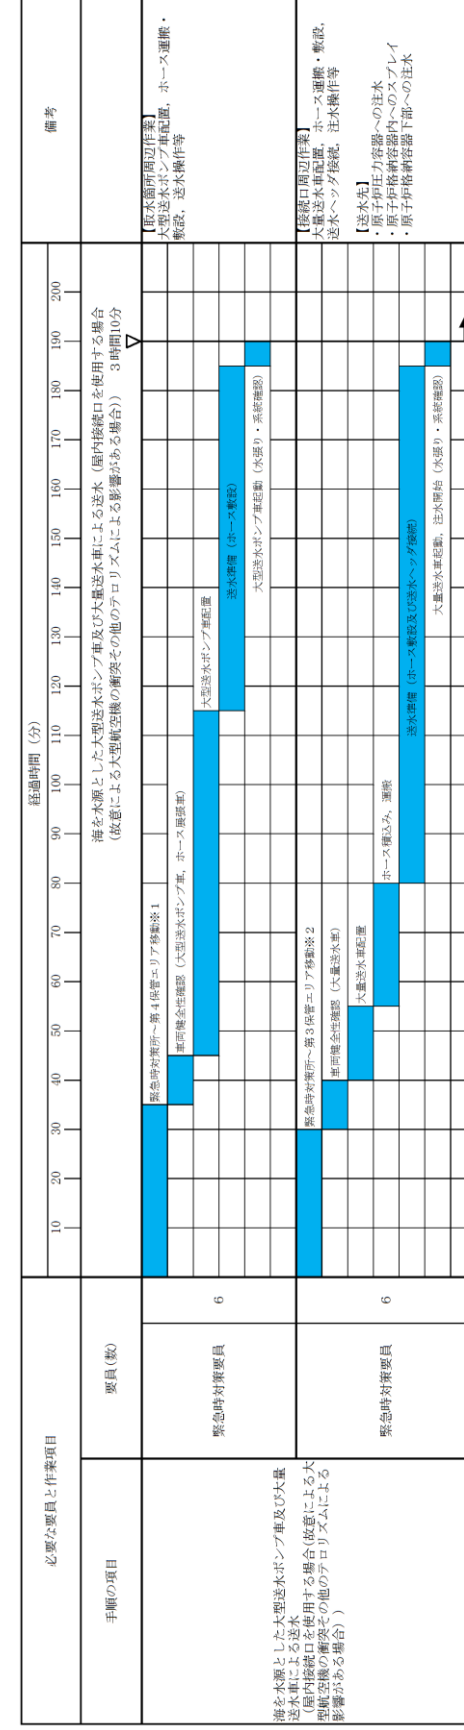 必要な要員と作業項目
経過時間（分）
備考
手順の項目
要員(数)
10 20 30 40 50 60 70 80 90 100 110 120 130 140 150 160 170 180 190 200
海を水源とした大型送水ポンプ車及び大量送水車による送水（屋内接続口を使用する場合
（故意による大型航空機の衝突その他のテロリズムによる影響がある場合））　3時間10分
海を水源とした大型送水ポンプ車及び大量
送水車による送水
（屋内接続口を使用する場合(故意による大
型航空機の衝突その他のテロリズムによる
影響がある場合））
緊急時対策要員
6
緊急時対策所～第4保管エリア移動※1
車両健全性確認（大型送水ポンプ車，ホース展張車）
大型送水ポンプ車配置
送水準備（ホース敷設）
大型送水ポンプ車起動（水張り・系統確認）
【取水箇所周辺作業】
大型送水ポンプ車配置，ホース運搬・
敷設，送水操作等
緊急時対策要員
6
緊急時対策所～第3保管エリア移動※2
車両健全性確認（大量送水車）
大量送水車配置
ホース積込み，運搬
送水準備（ホース敷設及び送水ヘッダ接続）
大量送水車起動，注水開始（水張り・系統確認）
【接続口周辺作業】
大量送水車配置，ホース運搬・敷設，
送水ヘッダ接続，注水操作等
【送水先】
・原子炉圧力容器への注水
・原子炉格納容器内へのスプレイ
・原子炉格納容器下部への注水